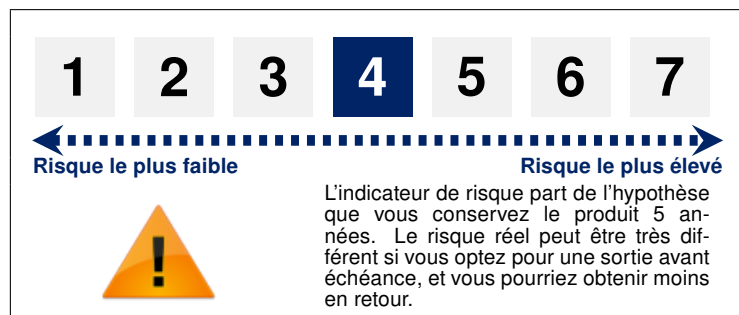 1 2 3 4 5 6 7
Risque le plus faible Risque le plus élevé
L'indicateur de risque part de l'hypothèse
que vous conservez le produit 5 an-
nées. Le risque réel peut être très dif-
férent si vous optez pour une sortie avant
échéance, et vous pourriez obtenir moins
en retour.